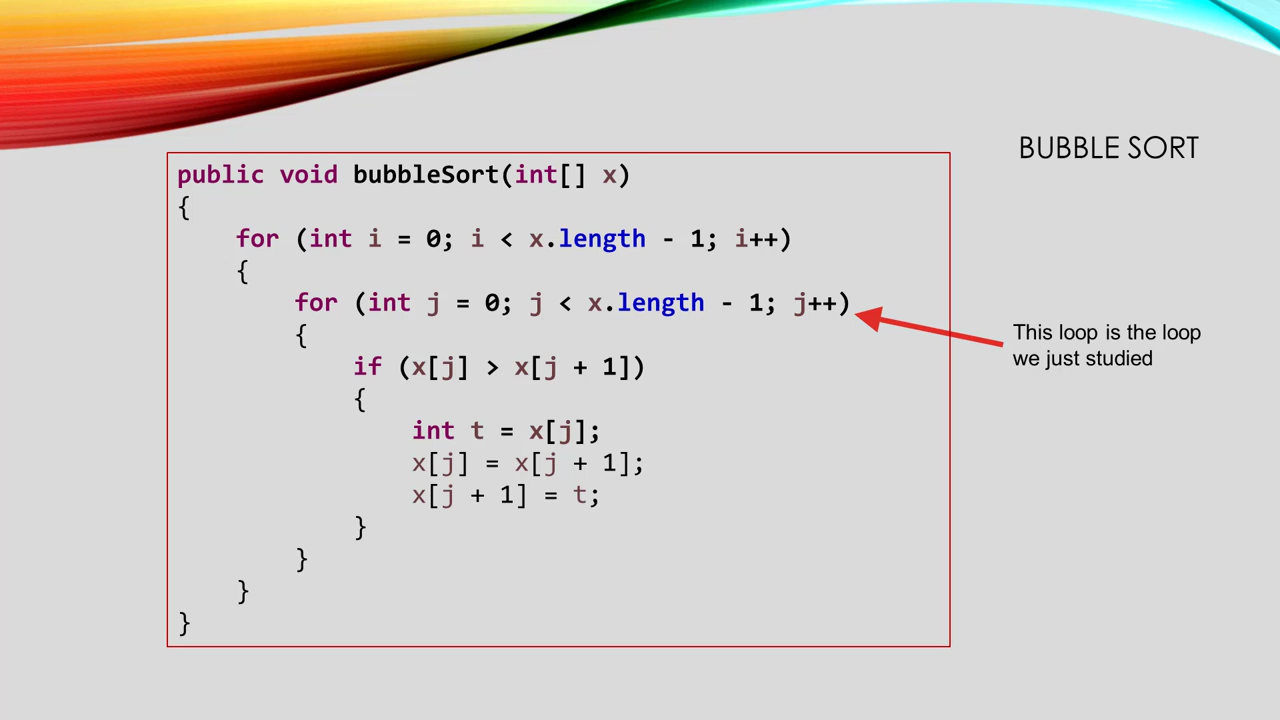 BUBBLE SORT
public void bubbleSort(int[] x)
{
    for (int i = 0; i < x.length - 1; i++)
    {
        for (int j = 0; j < x.length - 1; j++)
        {
            if (x[j] > x[j + 1])
            {
                int t = x[j];
                x[j] = x[j + 1];
                x[j + 1] = t;
            }
        }
    }
}
This loop is the loop
we just studied